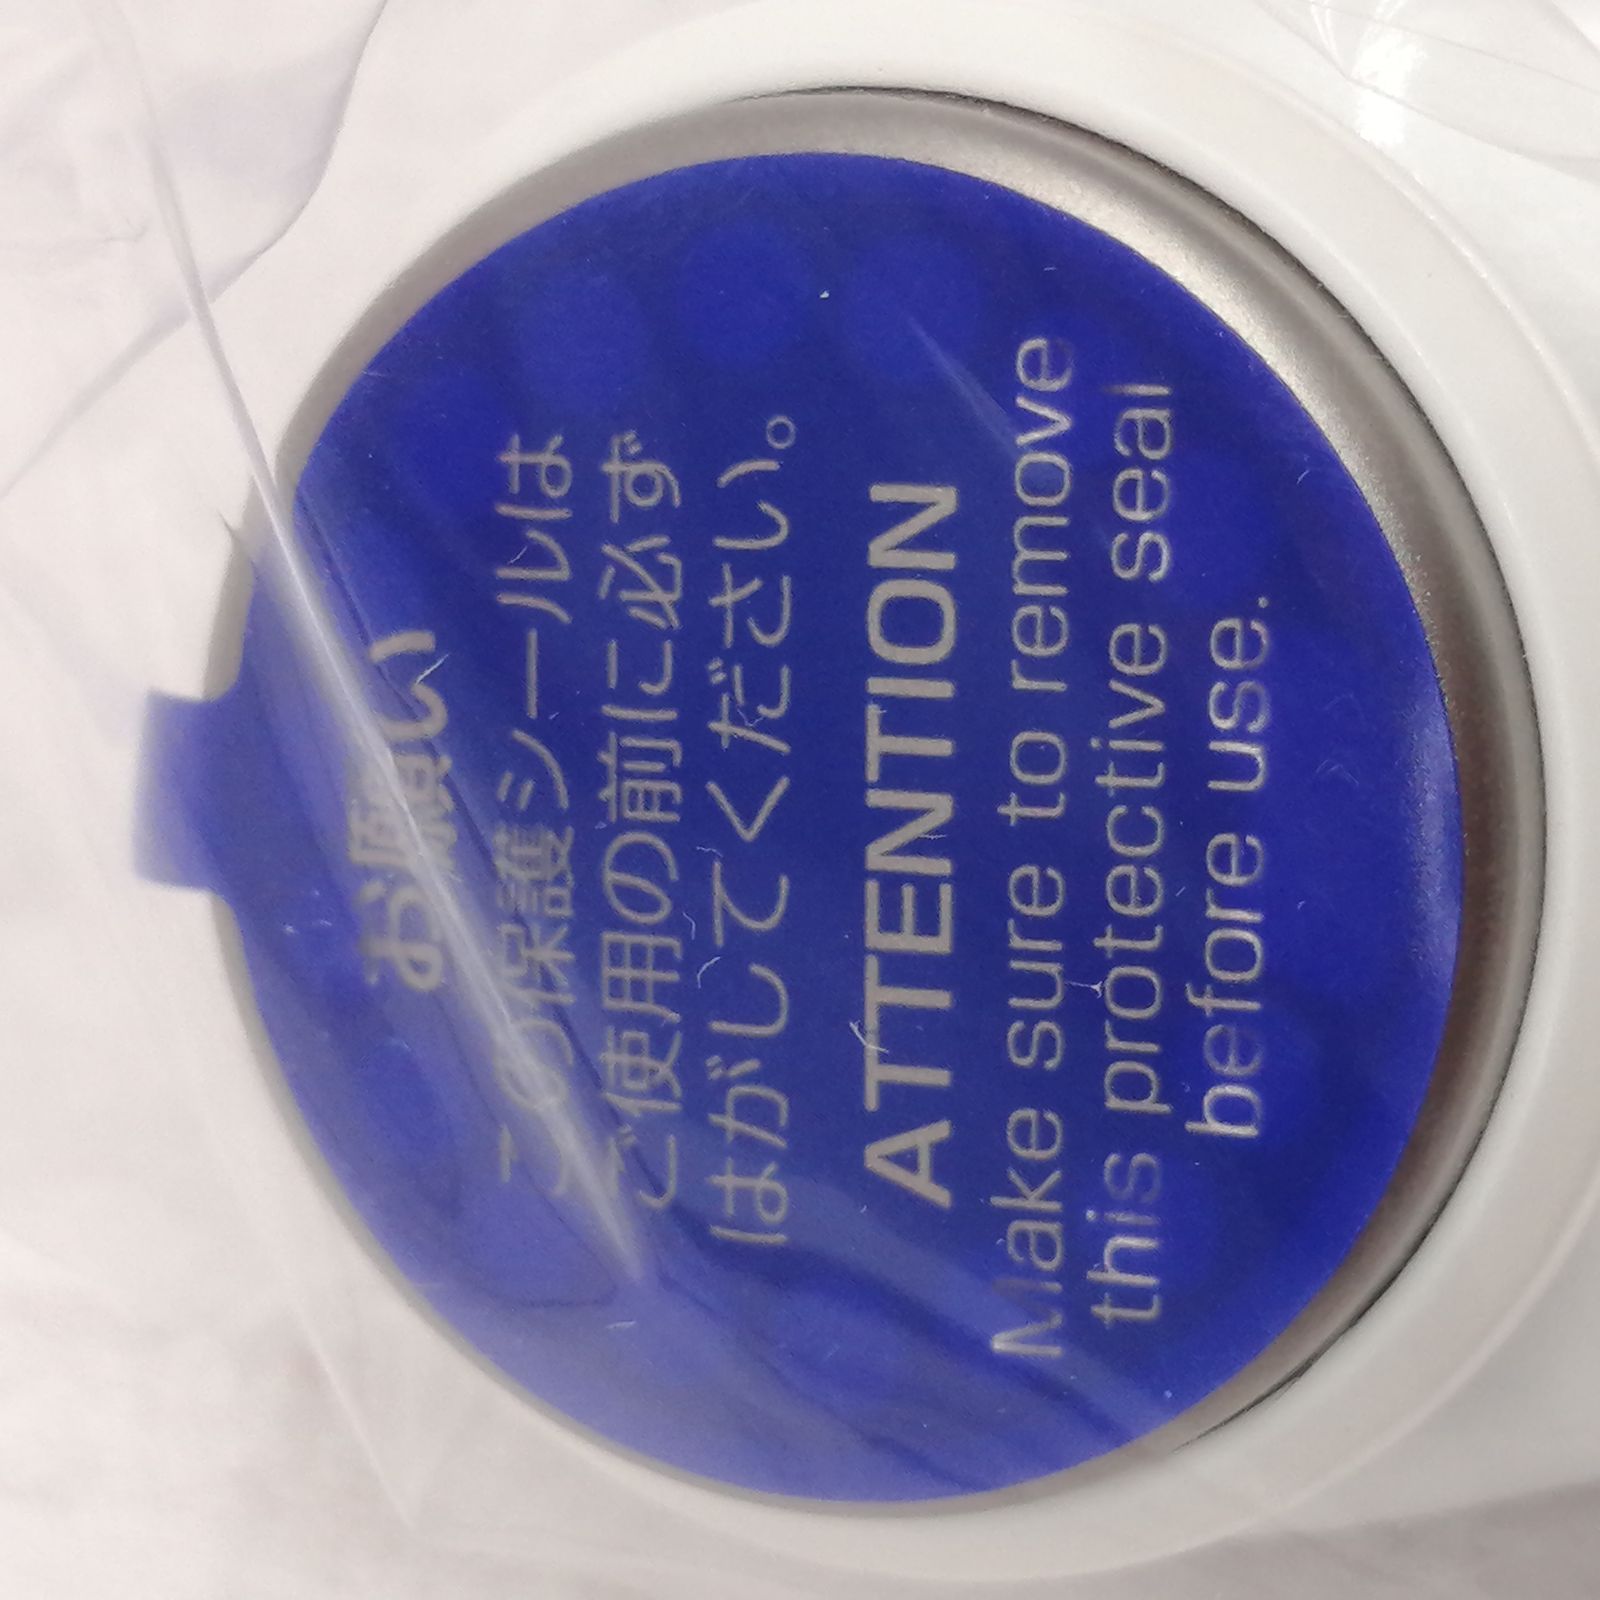 お願い
この保護シールは
ご使用の前に必ず
はがしてください。
ATTENTION
Make sure to remove
this protective seal
before use.